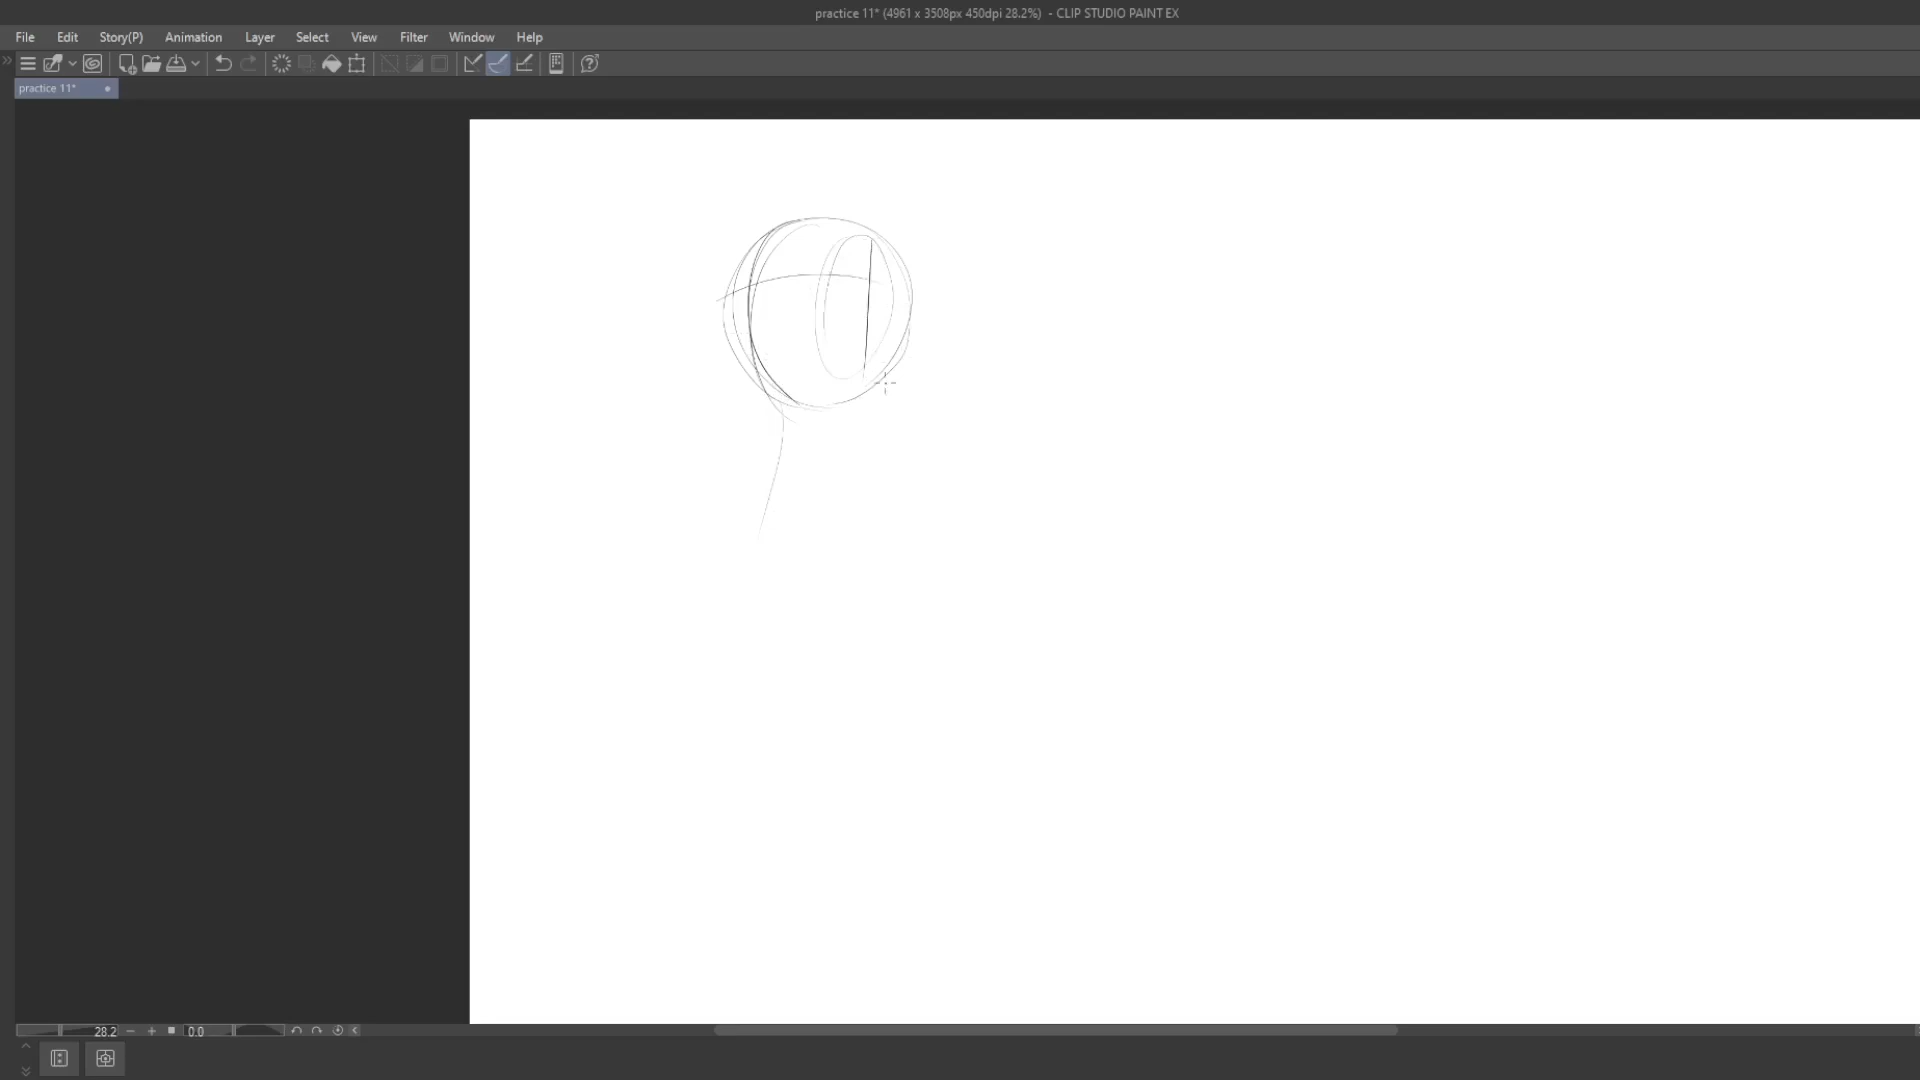 practice 11* (4961 x 3508px 450dpi 28.2%) - CLIP STUDIO PAINT EX
File Edit Story(P) Animation Layer Select View Filter Window Help
practice 11*
28.2 0.0